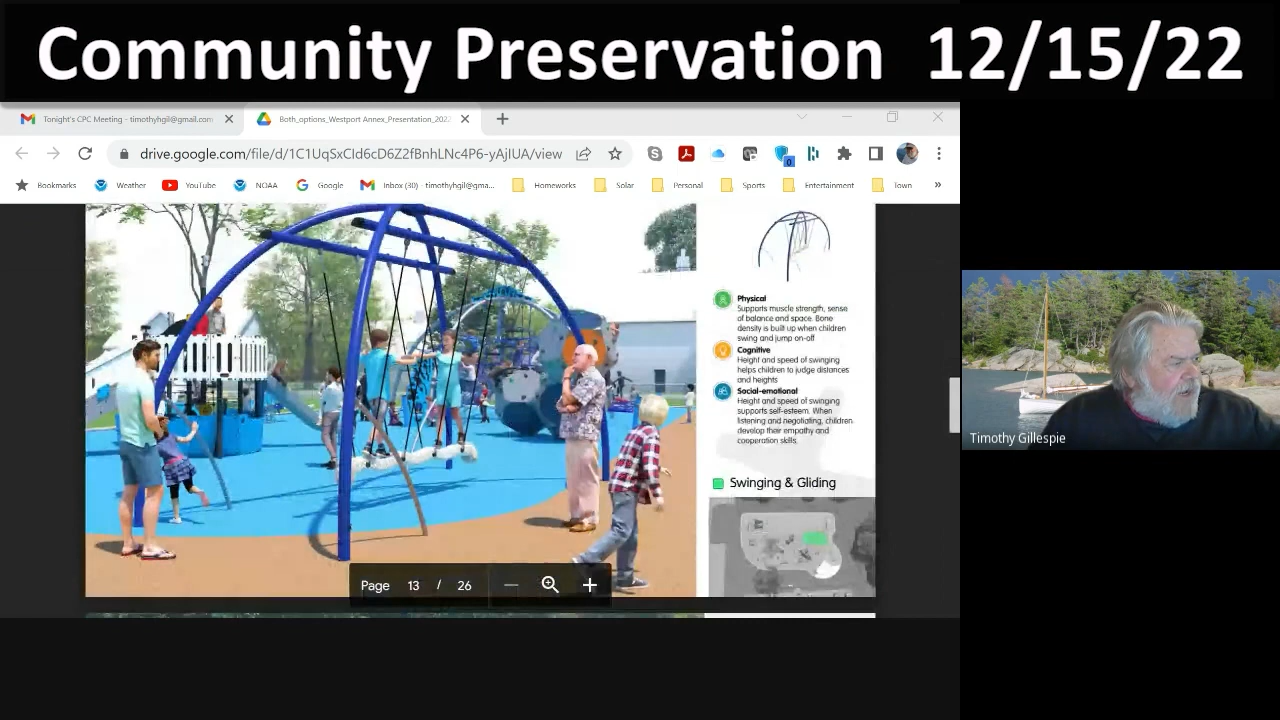 Community Preservation 12/15/22
Tonight's CPC Meeting - timothyhgil@gmail.com
Both_options_Westport Annex_Presentation_202
drive.google.com/file/d/1C1UqSxCId6cD6Z2fBnhLNc4P6-yAjIUA/view
0
Bookmarks Weather YouTube NOAA Google Inbox (30) - timothyhgil@gma... Homeworks Solar Personal Sports Entertainment Town »
Physical
Supports muscle strength, sense
of balance and space. Bone
density is built up when children
swing and jump on-off
Cognitive
Height and speed of swinging
helps children to judge distances
and heights
Social-emotional
Height and speed of swinging
supports self-esteem. When
listening and negotiating, children
develop their empathy and
cooperation skills.
Swinging & Gliding
Page 13 / 26
Timothy Gillespie